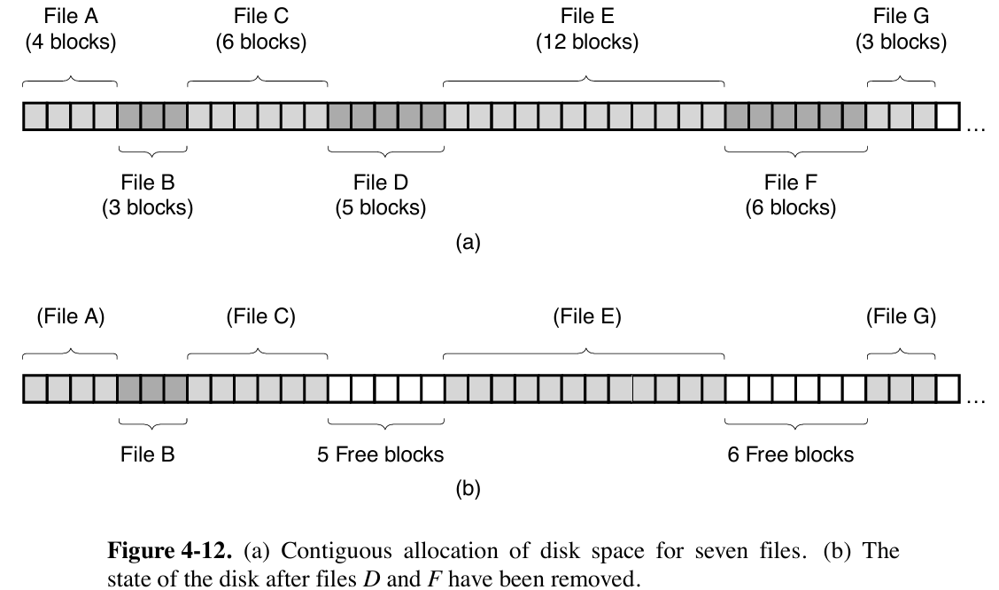 File A
(4 blocks)
File C
(6 blocks)
File E
(12 blocks)
File G
(3 blocks)
...
File B
(3 blocks)
File D
(5 blocks)
File F
(6 blocks)
(a)
(File A)
(File C)
(File E)
(File G)
...
File B
5 Free blocks
6 Free blocks
(b)
Figure 4-12. (a) Contiguous allocation of disk space for seven files. (b) The
state of the disk after files D and F have been removed.